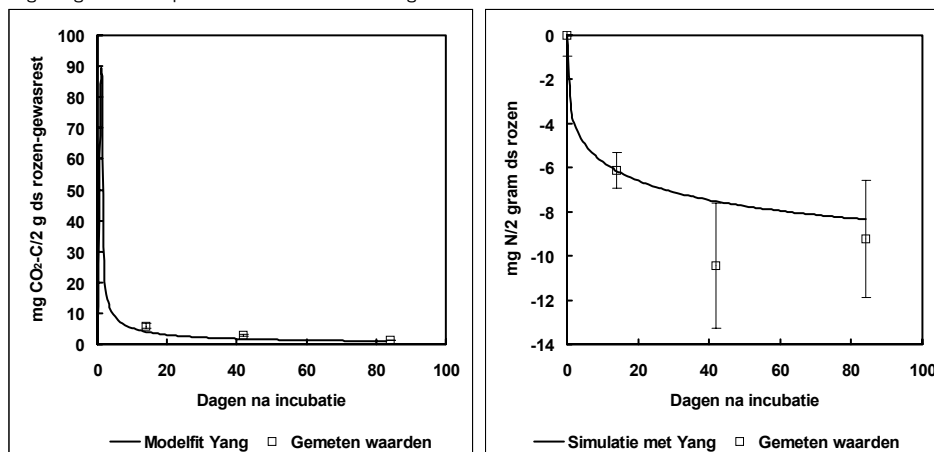 100
90
80
70
60
50
40
30
20
10
0
0 20 40 60 80 100
mg CO2-C/2 g ds rozen-gewasrest
Dagen na incubatie
Modelfit Yang Gemeten waarden
0
-2
-4
-6
-8
-10
-12
-14
0 20 40 60 80 100
mg N/2 gram ds rozen
Dagen na incubatie
Simulatie met Yang Gemeten waarden